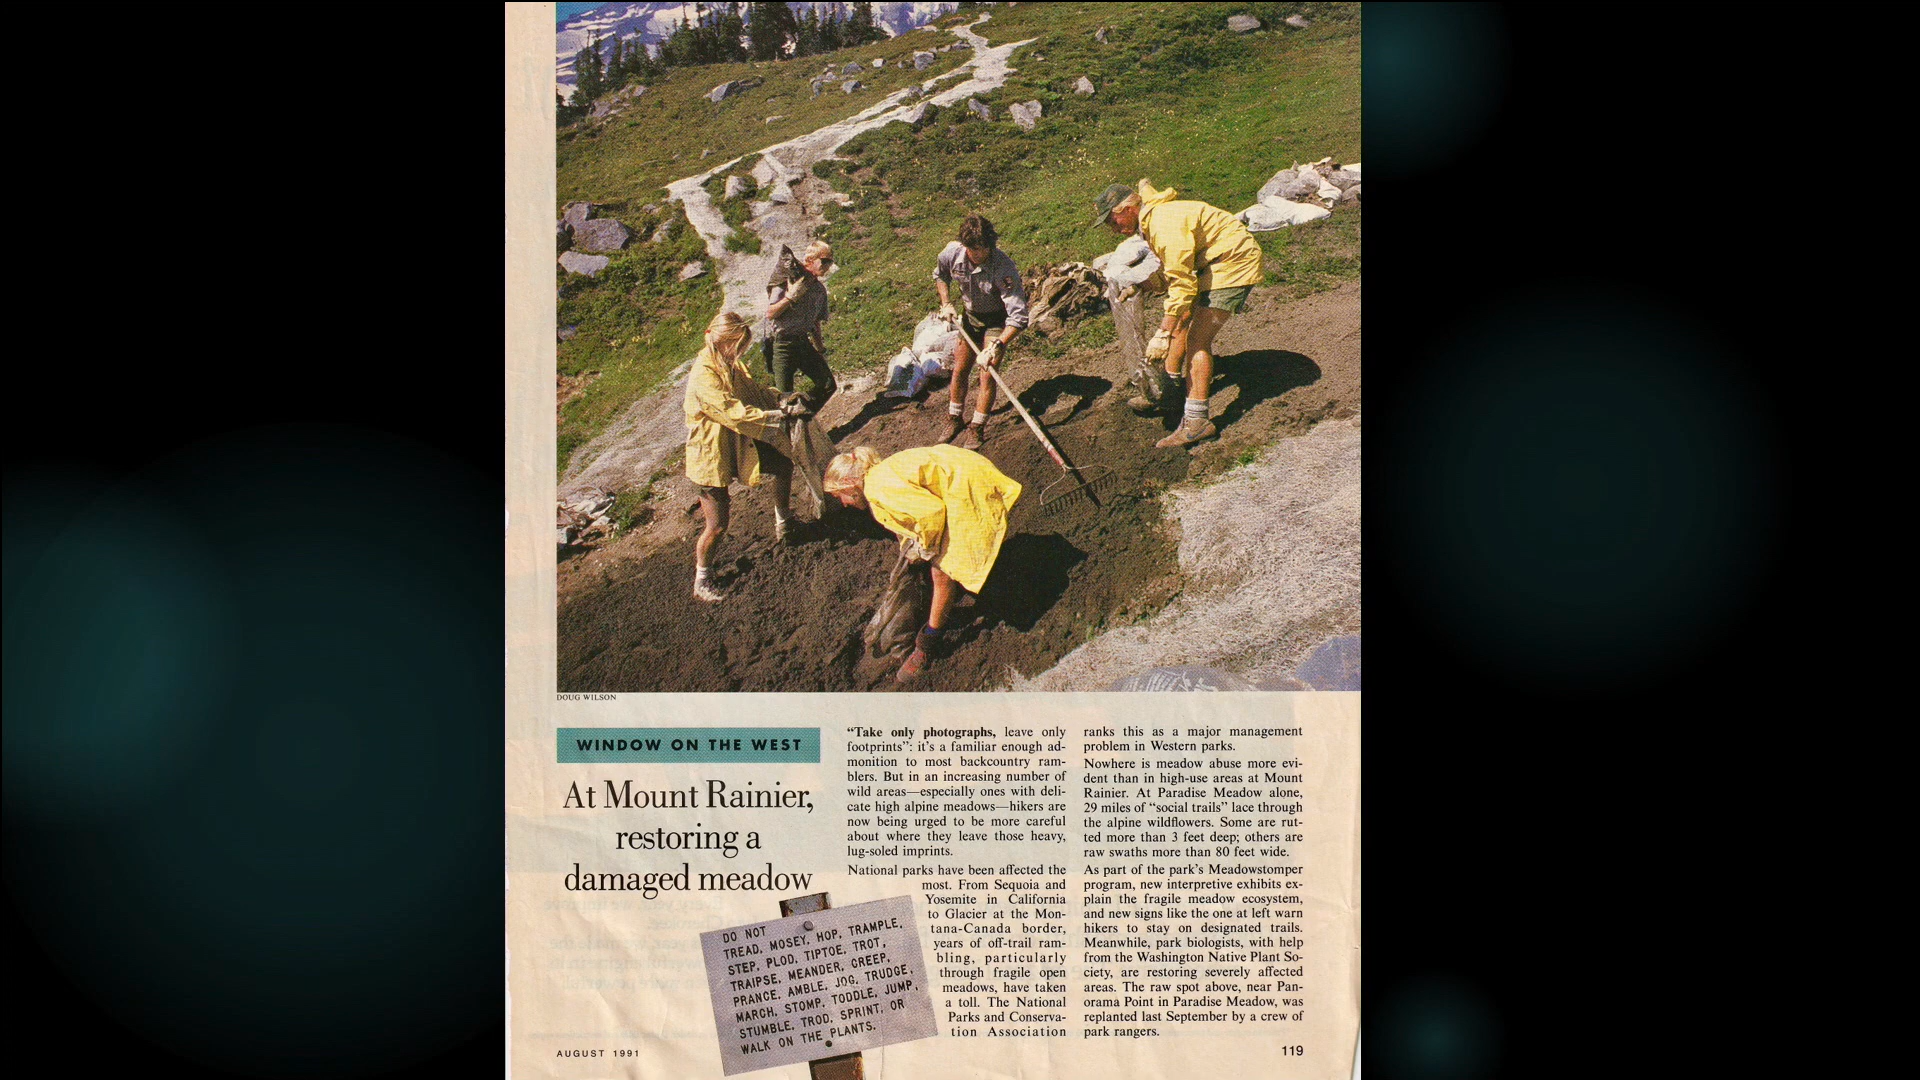 DOUG WILSON
WINDOW ON THE WEST
At Mount Rainier,
restoring a
damaged meadow
“Take only photographs, leave only
footprints”: it’s a familiar enough ad-
monition to most backcountry ram-
blers. But in an increasing number of
wild areas—especially ones with deli-
cate high alpine meadows—hikers are
now being urged to be more careful
about where they leave those heavy,
lug-soled imprints.
National parks have been affected the
most. From Sequoia and
Yosemite in California
to Glacier at the Mon-
tana-Canada border,
years of off-trail ram-
bling, particularly
through fragile open
meadows, have taken
a toll. The National
Parks and Conserva-
tion Association
ranks this as a major management
problem in Western parks.
Nowhere is meadow abuse more evi-
dent than in high-use areas at Mount
Rainier. At Paradise Meadow alone,
29 miles of “social trails” lace through
the alpine wildflowers. Some are rut-
ted more than 3 feet deep; others are
raw swaths more than 80 feet wide.
As part of the park’s Meadowstomper
program, new interpretive exhibits ex-
plain the fragile meadow ecosystem,
and new signs like the one at left warn
hikers to stay on designated trails.
Meanwhile, park biologists, with help
from the Washington Native Plant So-
ciety, are restoring severely affected
areas. The raw spot above, near Pan-
orama Point in Paradise Meadow, was
replanted last September by a crew of
park rangers.
DO NOT
TREAD, MOSEY, HOP, TRAMPLE,
STEP, PLOD, TIPTOE, TROT,
TRAIPSE, MEANDER, CREEP,
PRANCE, AMBLE, JOG, TRUDGE,
MARCH, STOMP, TODDLE, JUMP,
STUMBLE, TROD, SPRINT, OR
WALK ON THE PLANTS.
AUGUST 1991
119